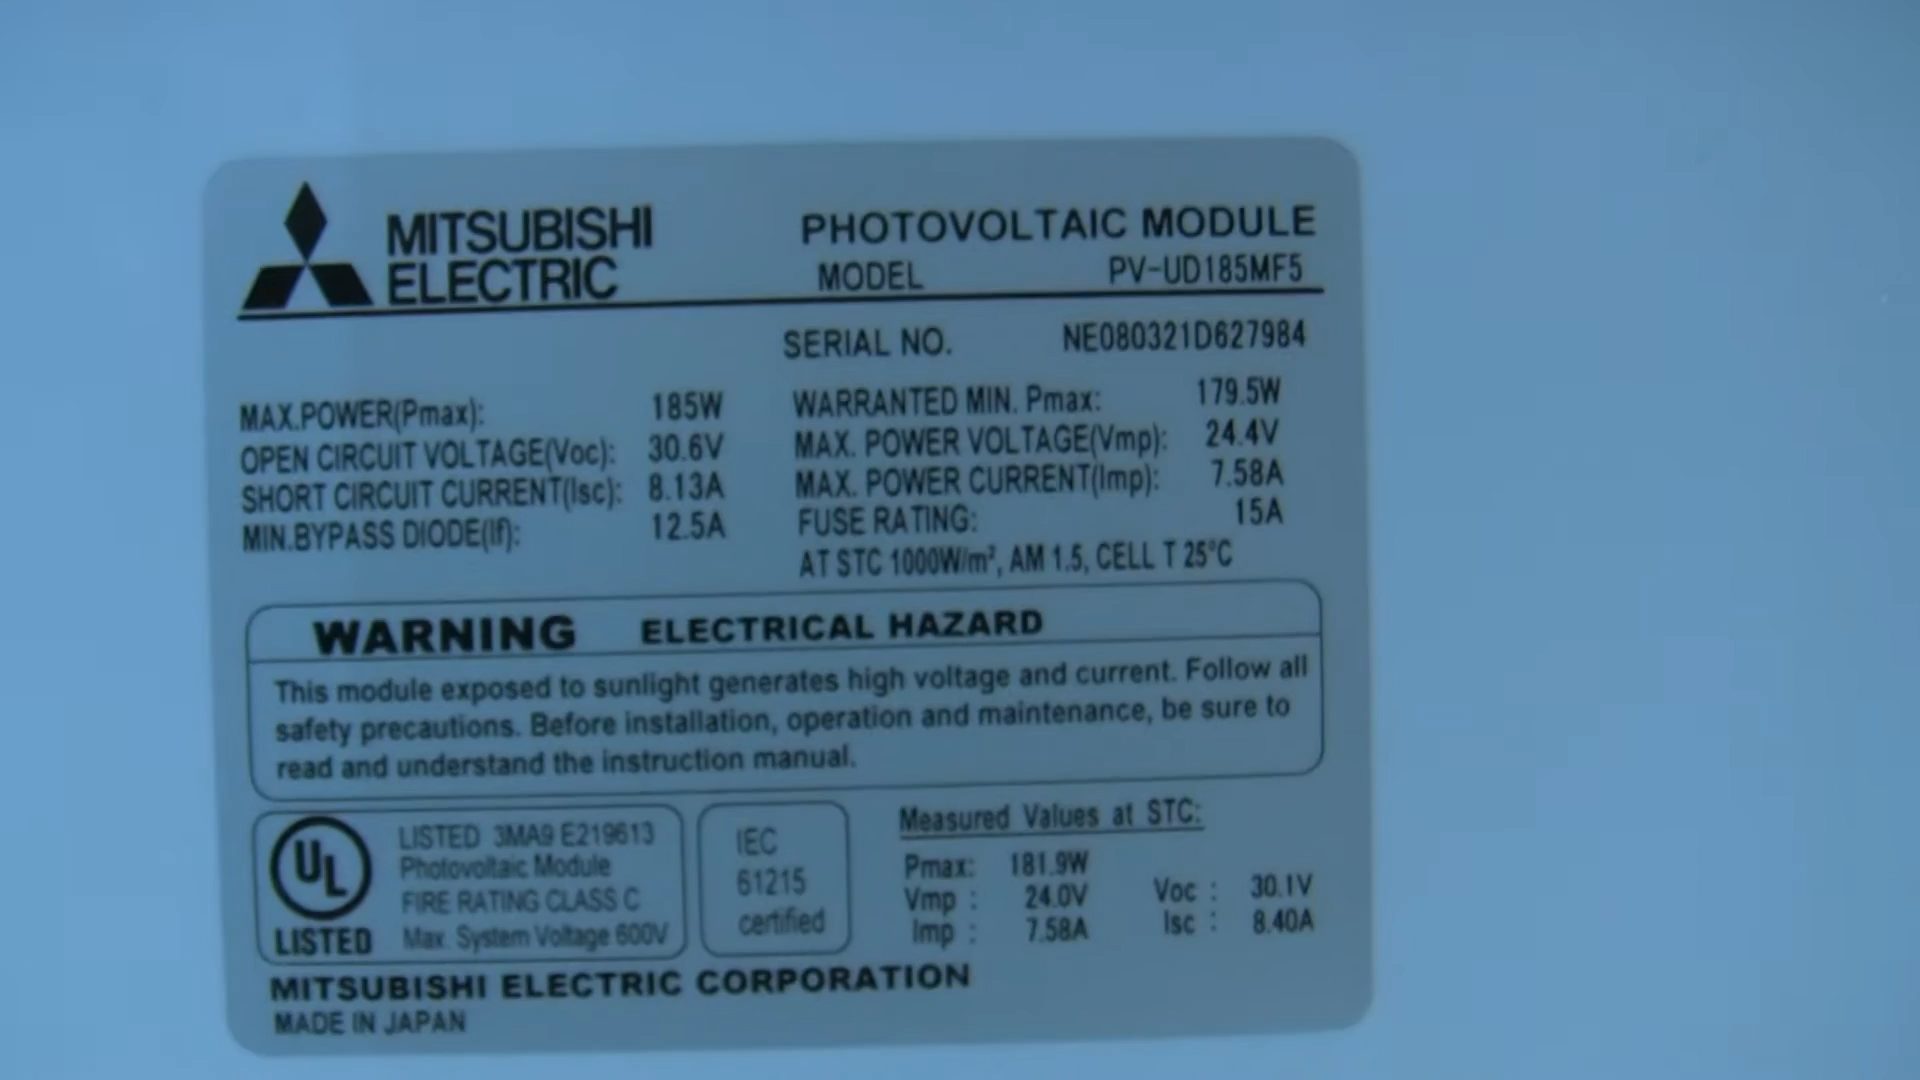 MITSUBISHI
ELECTRIC
PHOTOVOLTAIC MODULE
MODEL PV-UD185MF5
SERIAL NO. NE080321D627984
MAX.POWER(Pmax): 185W
OPEN CIRCUIT VOLTAGE(Voc): 30.6V
SHORT CIRCUIT CURRENT(Isc): 8.13A
MIN.BYPASS DIODE(If): 12.5A
WARRANTED MIN. Pmax: 179.5W
MAX. POWER VOLTAGE(Vmp): 24.4V
MAX. POWER CURRENT(Imp): 7.58A
FUSE RATING: 15A
AT STC 1000W/m², AM 1.5, CELL T 25°C
WARNING ELECTRICAL HAZARD
This module exposed to sunlight generates high voltage and current. Follow all
safety precautions. Before installation, operation and maintenance, be sure to
read and understand the instruction manual.
UL
LISTED
LISTED 3MA9 E219613
Photovoltaic Module
FIRE RATING CLASS C
Max. System Voltage 600V
IEC
61215
certified
Measured Values at STC:
Pmax: 181.9W
Vmp : 24.0V Voc : 30.1V
Imp : 7.58A Isc : 8.40A
MITSUBISHI ELECTRIC CORPORATION
MADE IN JAPAN